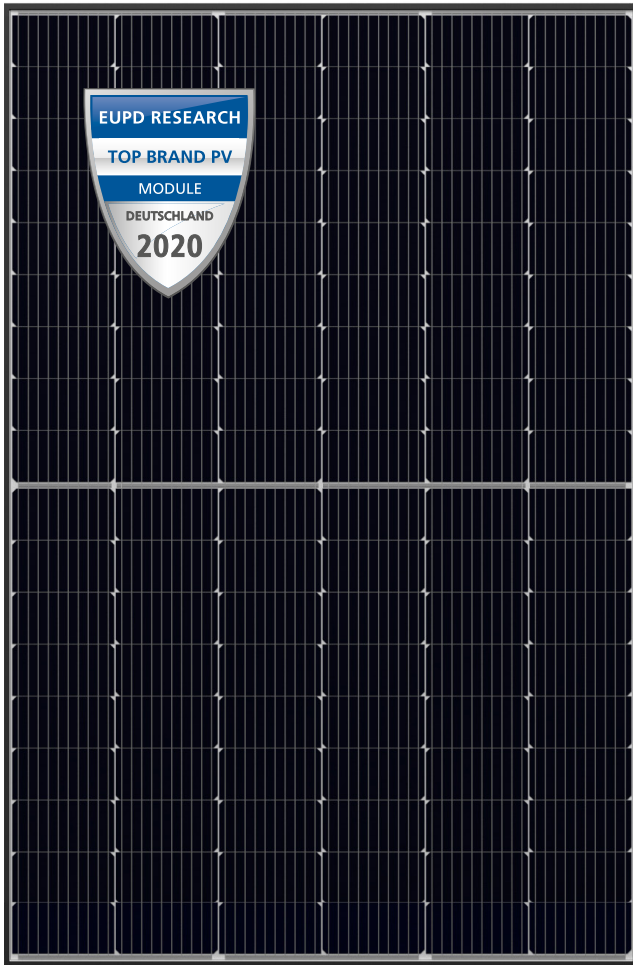 EUPD RESEARCH
TOP BRAND PV
MODULE
DEUTSCHLAND
2020